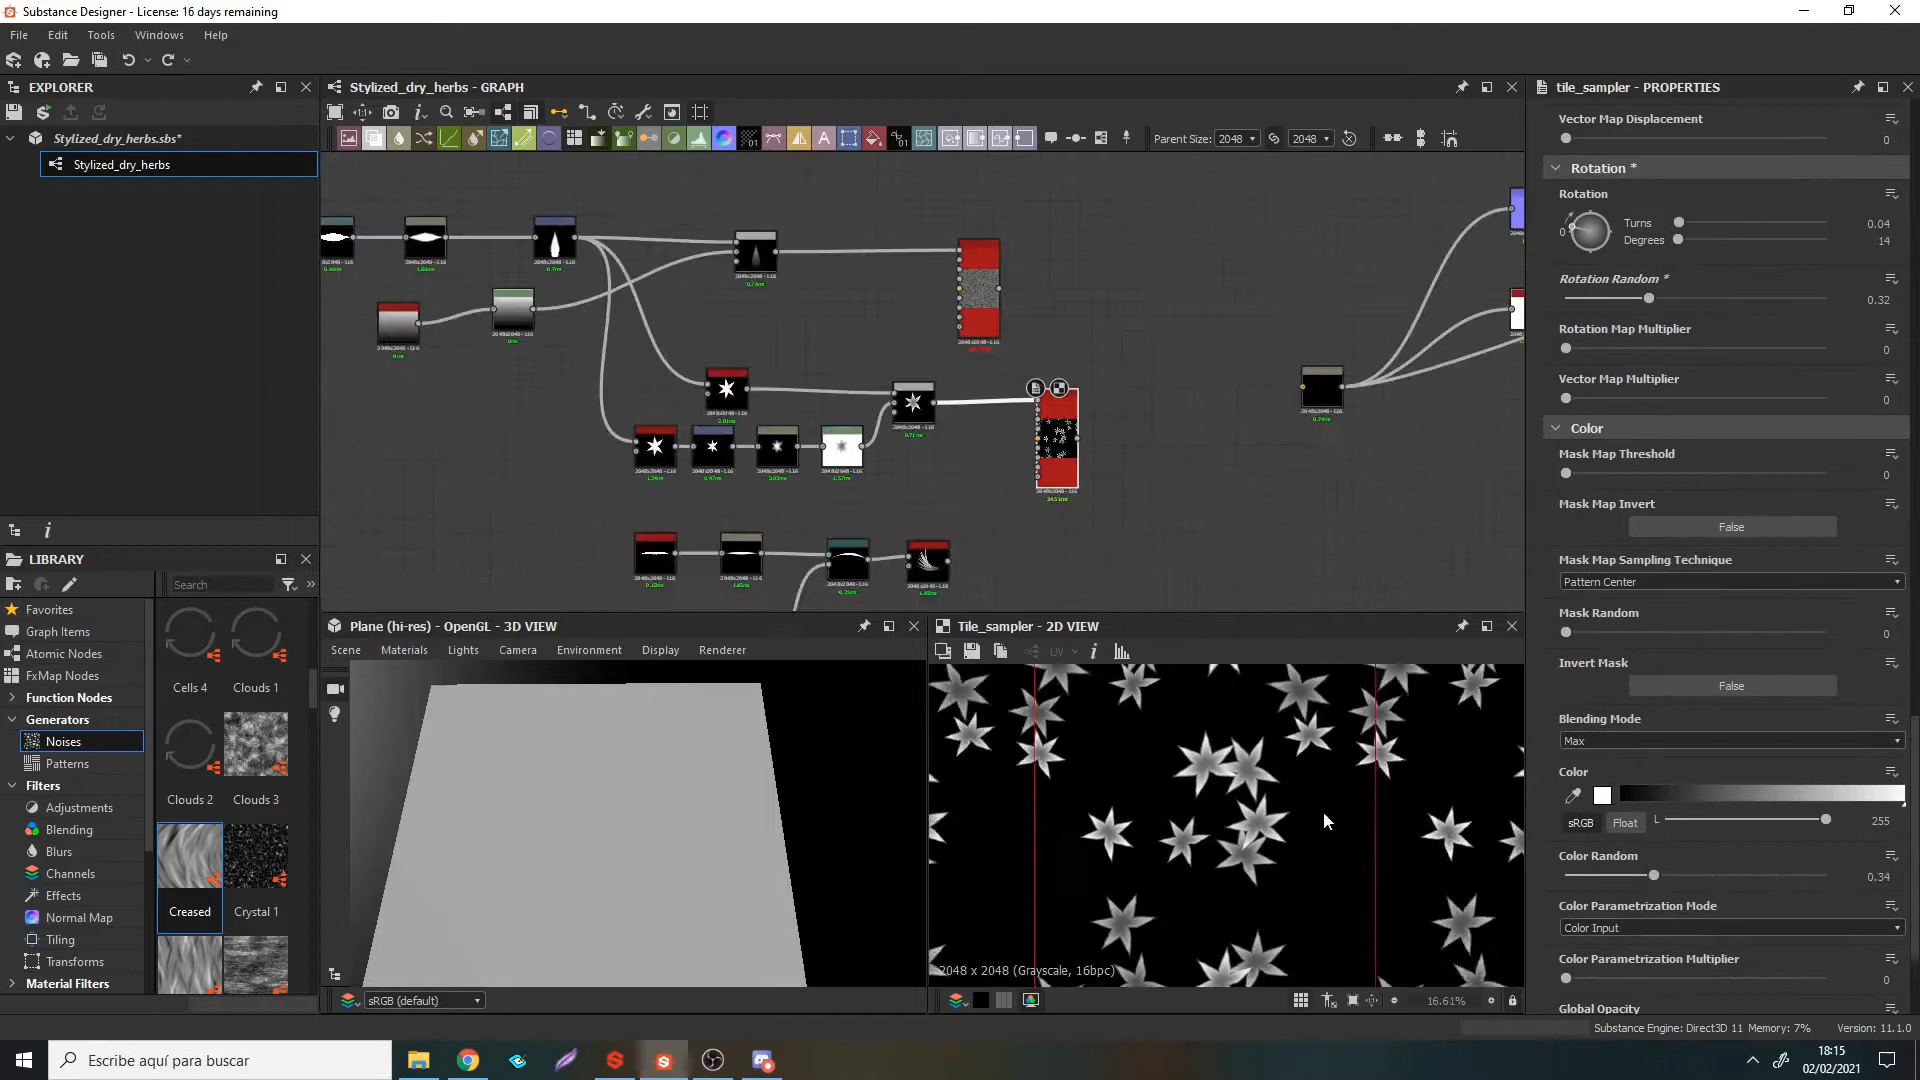 Substance Designer - License: 16 days remaining
File Edit Tools Windows Help
EXPLORER
Stylized_dry_herbs.sbs*
Stylized_dry_herbs
LIBRARY
Search
Favorites
Graph Items
Atomic Nodes
FxMap Nodes
Function Nodes
Generators
Noises
Patterns
Filters
Adjustments
Blending
Blurs
Channels
Effects
Normal Map
Tiling
Transforms
Material Filters
Cells 4 Clouds 1
Clouds 2 Clouds 3
Creased Crystal 1
Stylized_dry_herbs - GRAPH
Parent Size: 2048 2048
Plane (hi-res) - OpenGL - 3D VIEW
Scene Materials Lights Camera Environment Display Renderer
sRGB (default)
Tile_sampler - 2D VIEW
UV
2048 x 2048 (Grayscale, 16bpc)
16.61%
tile_sampler - PROPERTIES
Vector Map Displacement
0
Rotation *
Rotation
0 Turns 0.04
Degrees 14
Rotation Random *
0.32
Rotation Map Multiplier
0
Vector Map Multiplier
0
Color
Mask Map Threshold
0
Mask Map Invert
False
Mask Map Sampling Technique
Pattern Center
Mask Random
0
Invert Mask
False
Blending Mode
Max
Color
sRGB Float L 255
Color Random
0.34
Color Parametrization Mode
Color Input
Color Parametrization Multiplier
0
Global Opacity
Substance Engine: Direct3D 11 Memory: 7% Version: 11.1.0
Escribe aquí para buscar
18:15
02/02/2021